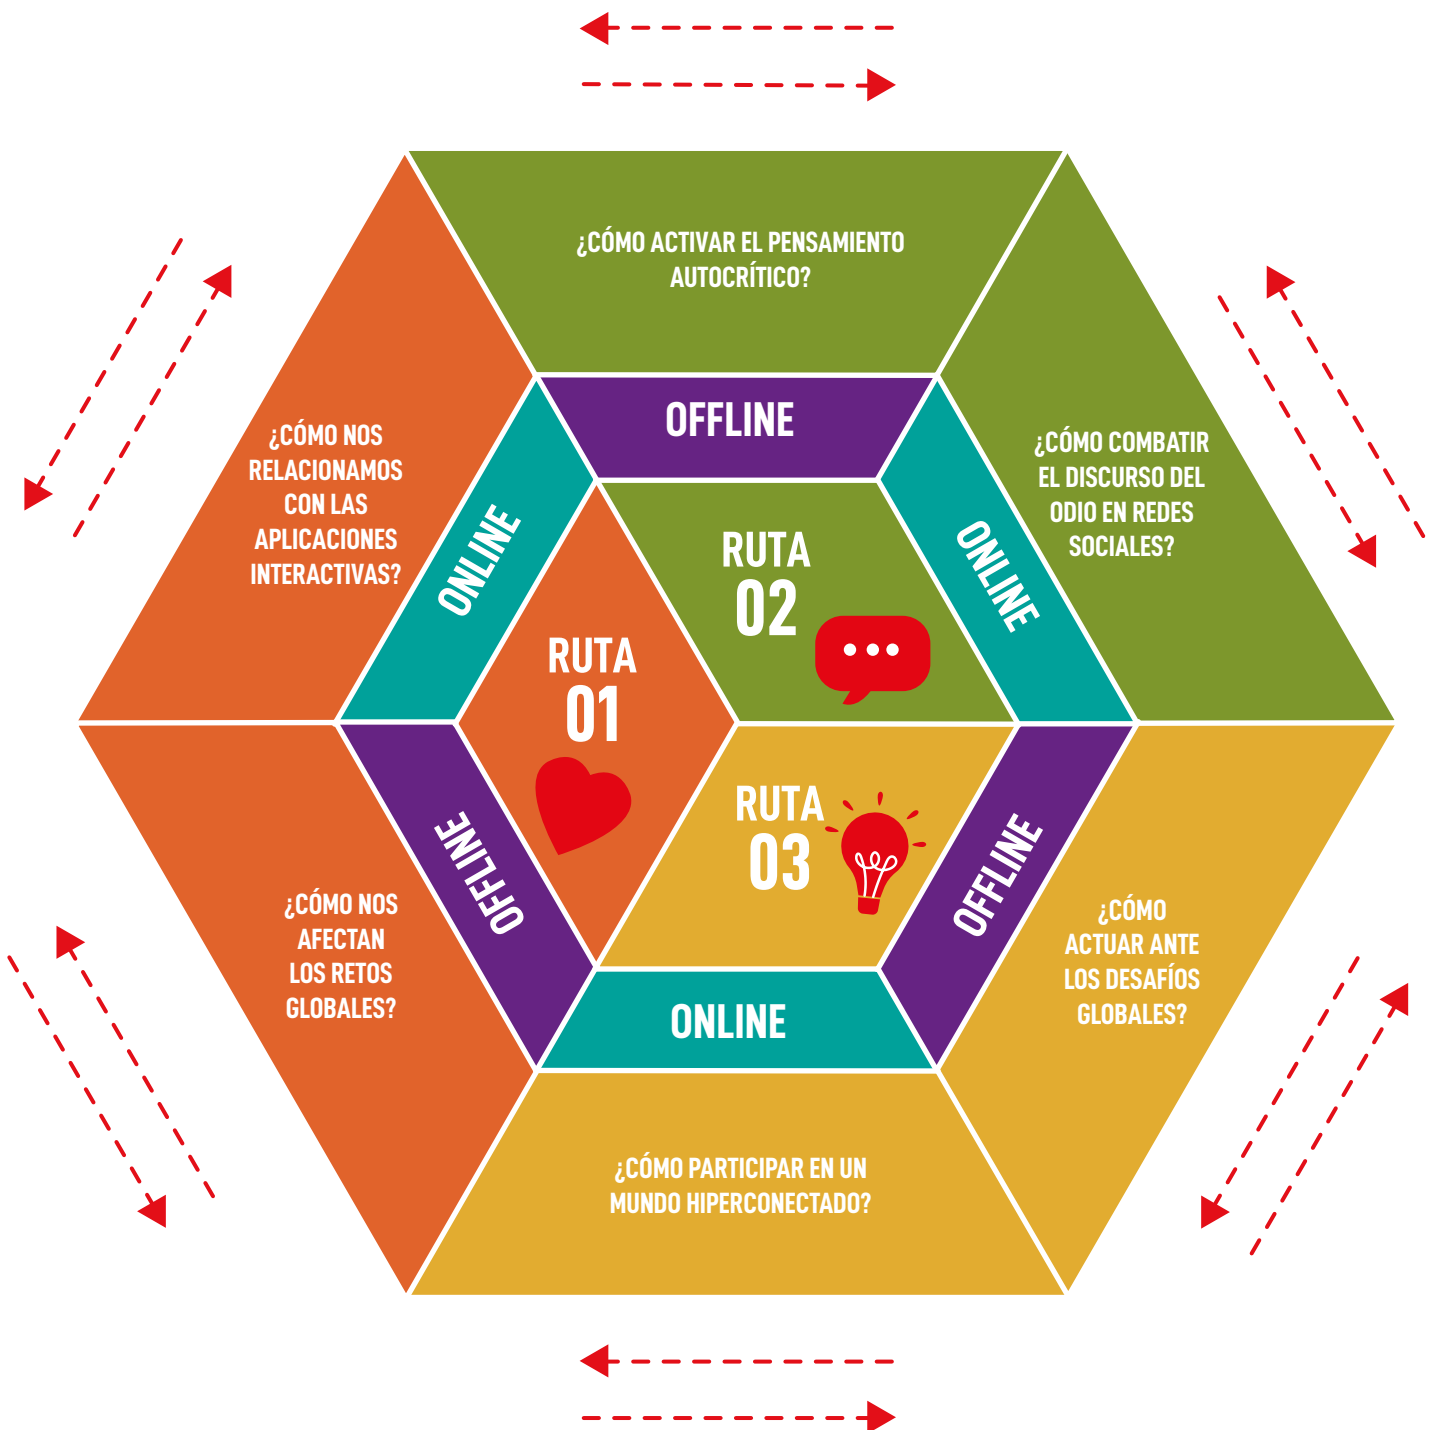 ¿CÓMO ACTIVAR EL PENSAMIENTO
AUTOCRÍTICO?
OFFLINE
¿CÓMO NOS
RELACIONAMOS
CON LAS
APLICACIONES
INTERACTIVAS?
ONLINE
¿CÓMO COMBATIR
EL DISCURSO DEL
ODIO EN REDES
SOCIALES?
ONLINE
RUTA
02
RUTA
01
RUTA
03
OFFLINE
¿CÓMO NOS
AFECTAN
LOS RETOS
GLOBALES?
OFFLINE
¿CÓMO
ACTUAR ANTE
LOS DESAFÍOS
GLOBALES?
ONLINE
¿CÓMO PARTICIPAR EN UN
MUNDO HIPERCONECTADO?